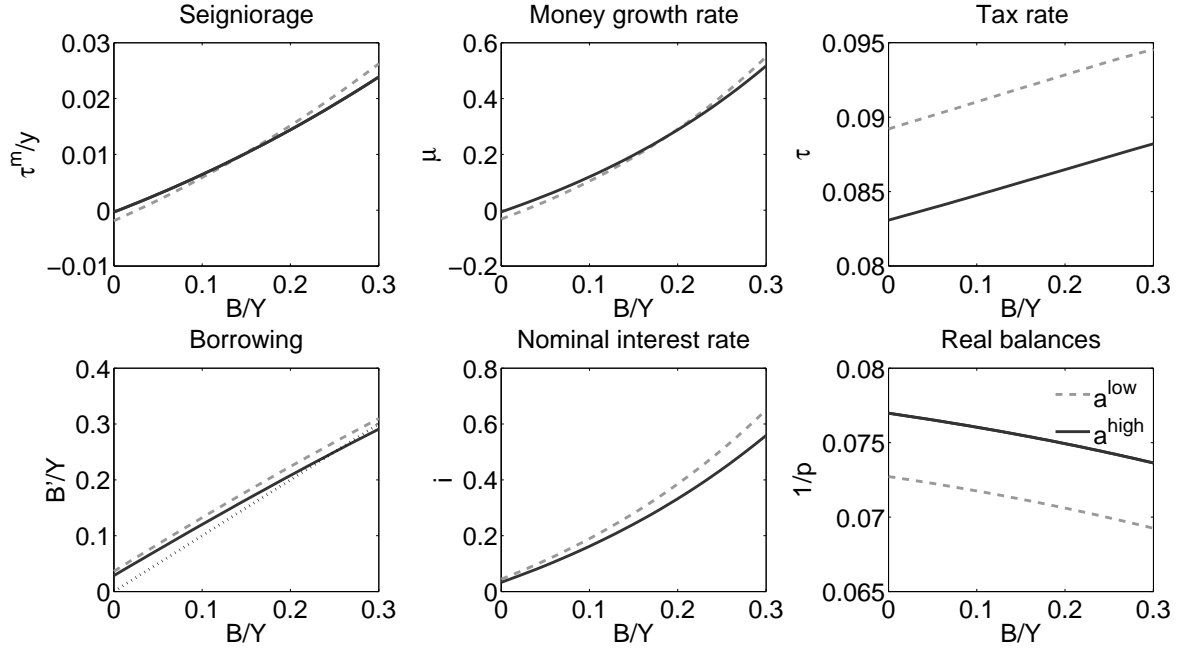 Seigniorage
0.03
0.02
0.01
0
−0.01
τ^m/y
0 0.1 0.2 0.3
B/Y
Money growth rate
0.6
0.4
0.2
0
−0.2
μ
0 0.1 0.2 0.3
B/Y
Tax rate
0.095
0.09
0.085
0.08
τ
0 0.1 0.2 0.3
B/Y
Borrowing
0.4
0.3
0.2
0.1
0
B'/Y
0 0.1 0.2 0.3
B/Y
Nominal interest rate
0.8
0.6
0.4
0.2
0
i
0 0.1 0.2 0.3
B/Y
Real balances
0.08
0.075
0.07
0.065
1/p
a^low
a^high
0 0.1 0.2 0.3
B/Y